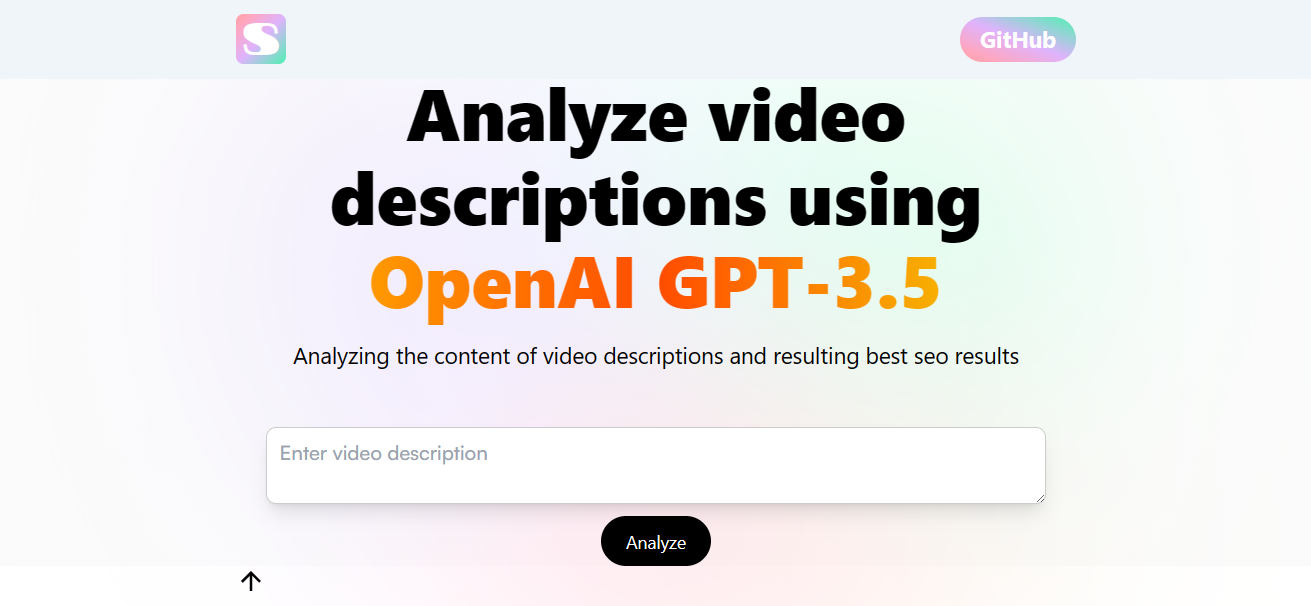 S
GitHub
Analyze video
descriptions using
OpenAI GPT-3.5
Analyzing the content of video descriptions and resulting best seo results
Enter video description
Analyze